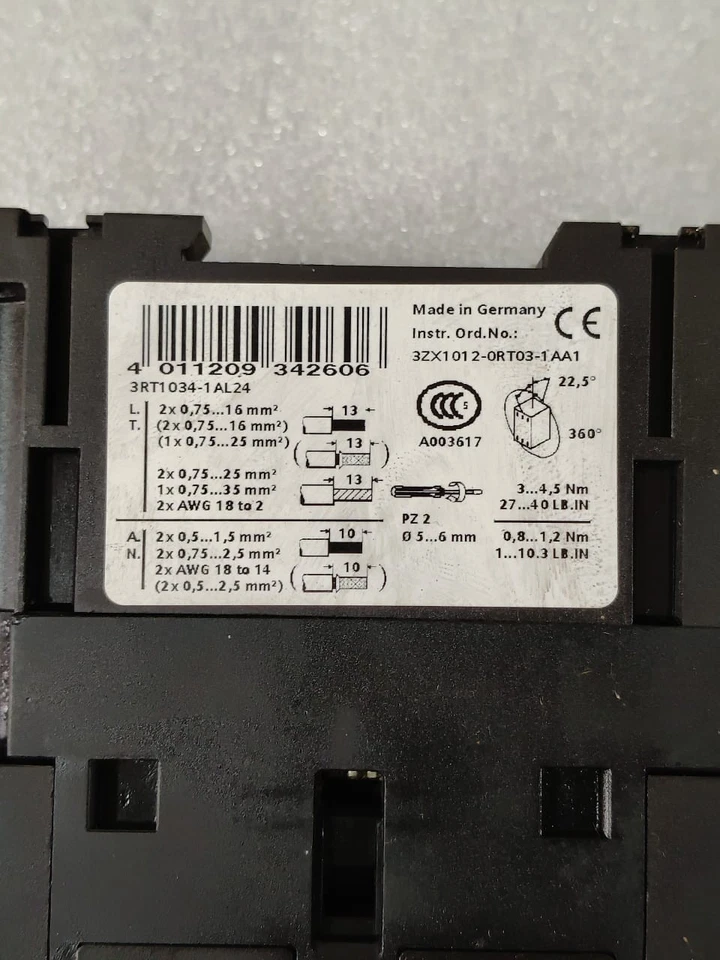 Made in Germany
Instr. Ord.No.:
CE
3ZX1012-0RT03-1AA1
4 011209 342606
3RT1034-1AL24
CCC S
A003617
22,5°
360°
L. 2x 0,75...16 mm² 13
T. (2x 0,75...16 mm²)
(1x 0,75...25 mm²) ( 13 )
2x 0,75...25 mm² 13
1x 0,75...35 mm²
2x AWG 18 to 2
3...4,5 Nm
27...40 LB.IN
PZ 2
Ø 5...6 mm
A. 2x 0,5...1,5 mm² 10
N. 2x 0,75...2,5 mm²
2x AWG 18 to 14 ( 10 )
(2x 0,5...2,5 mm²)
0,8...1,2 Nm
1...10.3 LB.IN